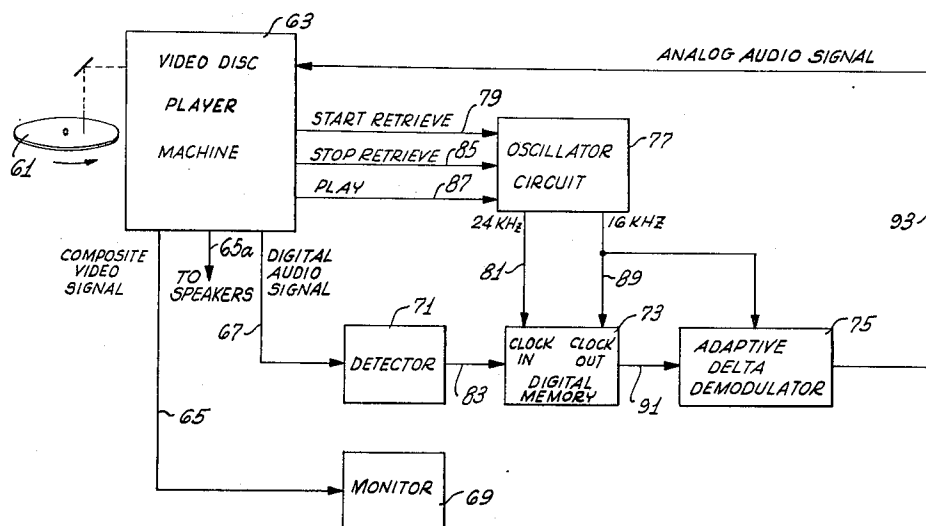 63
VIDEO DISC
PLAYER
MACHINE
61
ANALOG AUDIO SIGNAL
START RETRIEVE
79
STOP RETRIEVE
85
PLAY
87
OSCILLATOR
CIRCUIT
77
24 KHz
16 KHZ
81
89
93
COMPOSITE
VIDEO
SIGNAL
65a
TO
SPEAKERS
DIGITAL
AUDIO
SIGNAL
67
71
DETECTOR
83
73
CLOCK
IN
CLOCK
OUT
DIGITAL
MEMORY
91
75
ADAPTIVE
DELTA
DEMODULATOR
65
MONITOR
69